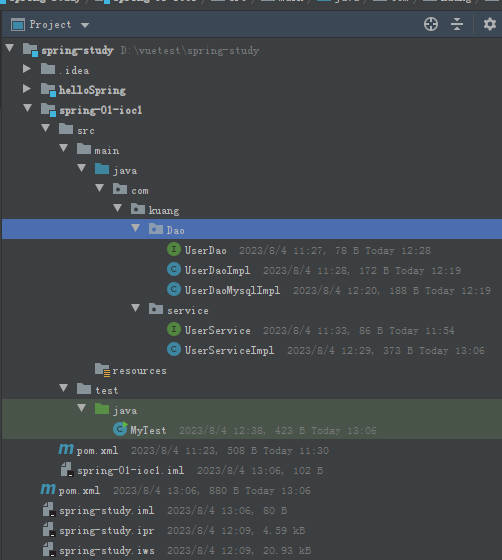 Project
spring-study D:\vuetest\spring-study
.idea
helloSpring
spring-01-ioc1
src
main
java
com
kuang
Dao
UserDao 2023/8/4 11:27, 78 B Today 12:28
UserDaoImpl 2023/8/4 11:28, 172 B Today 12:19
UserDaoMysqlImpl 2023/8/4 12:20, 188 B Today 12:19
service
UserService 2023/8/4 11:33, 86 B Today 11:54
UserServiceImpl 2023/8/4 12:29, 373 B Today 13:06
resources
test
java
MyTest 2023/8/4 12:38, 423 B Today 13:06
pom.xml 2023/8/4 11:23, 508 B Today 11:30
spring-01-ioc1.iml 2023/8/4 13:06, 102 B
pom.xml 2023/8/4 13:06, 880 B Today 13:06
spring-study.iml 2023/8/4 13:06, 80 B
spring-study.ipr 2023/8/4 12:09, 4.59 kB
spring-study.iws 2023/8/4 12:09, 20.93 kB